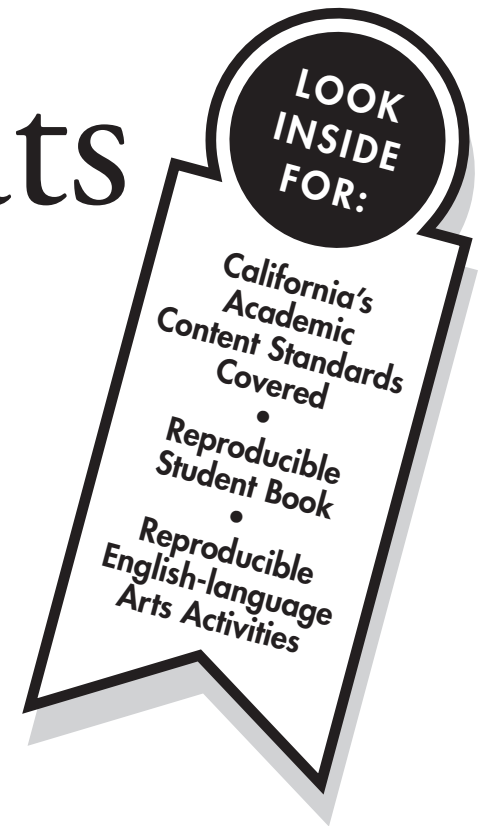 ts
LOOK
INSIDE
FOR:
California's
Academic
Content Standards
Covered
•
Reproducible
Student Book
•
Reproducible
English-language
Arts Activities